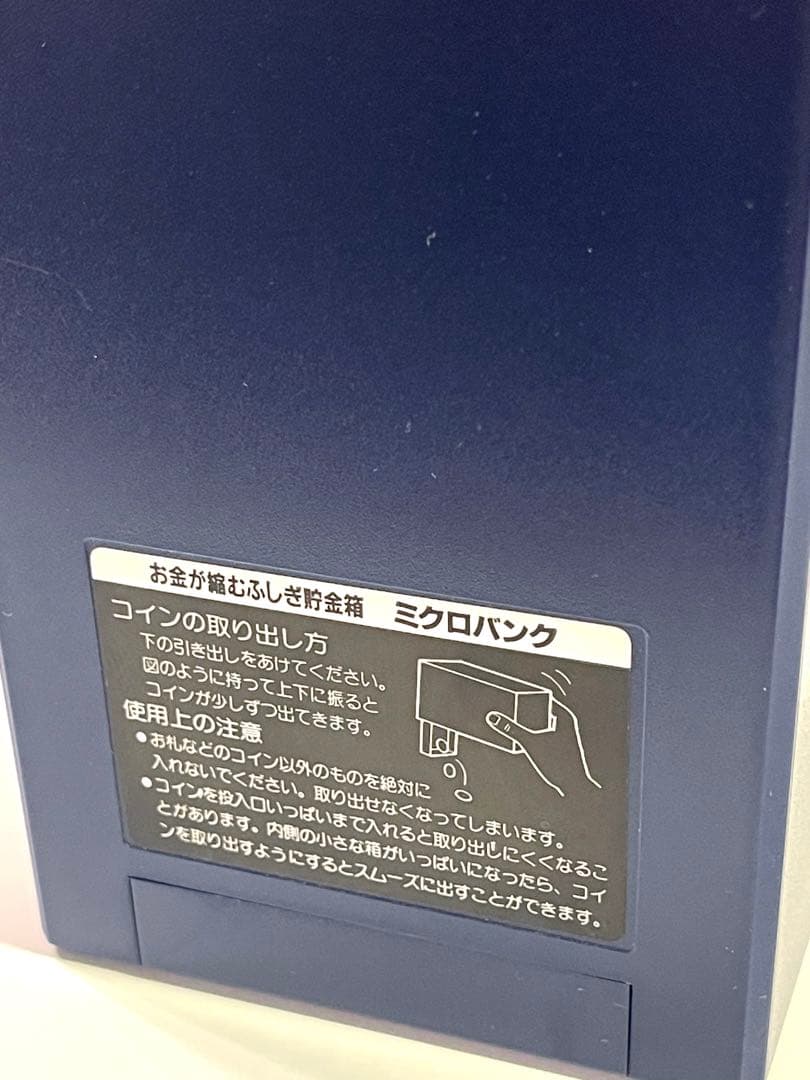 お金が縮むふしぎ貯金箱 ミクロバンク
コインの取り出し方
下の引き出しをあけてください。
図のように持って上下に振ると
コインが少しずつ出てきます。
使用上の注意
●お札などのコイン以外のものを絶対に
入れないでください。取り出せなくなってしまいます。
●コインを投入口いっぱいまで入れると取り出しにくくなるこ
とがあります。内側の小さな箱がいっぱいになったら、コイ
ンを取り出すようにするとスムーズに出すことができます。